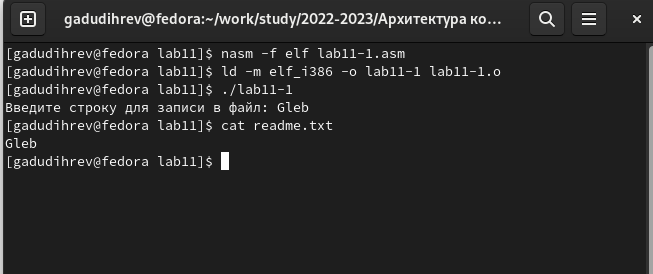 gadudihrev@fedora:~/work/study/2022-2023/Архитектура ко...
[gadudihrev@fedora lab11]$ nasm -f elf lab11-1.asm
[gadudihrev@fedora lab11]$ ld -m elf_i386 -o lab11-1 lab11-1.o
[gadudihrev@fedora lab11]$ ./lab11-1
Введите строку для записи в файл: Gleb
[gadudihrev@fedora lab11]$ cat readme.txt
Gleb
[gadudihrev@fedora lab11]$